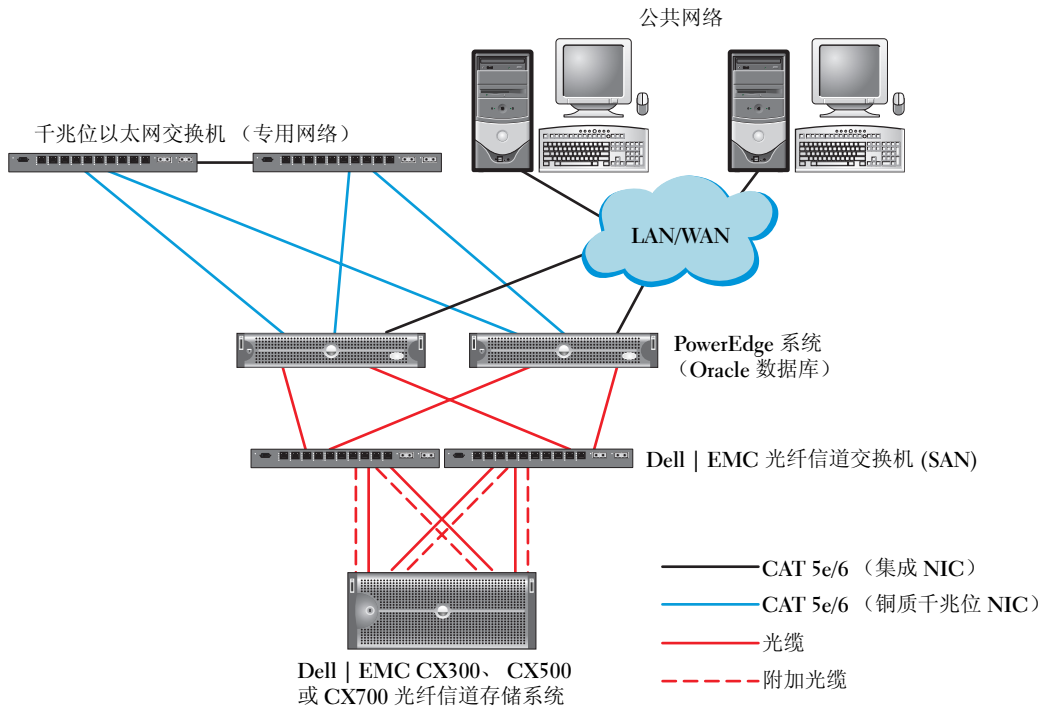 公共网络
千兆位以太网交换机 （专用网络）
LAN/WAN
PowerEdge 系统
（Oracle 数据库）
Dell | EMC 光纤信道交换机 (SAN)
CAT 5e/6 （集成 NIC）
CAT 5e/6 （铜质千兆位 NIC）
光缆
附加光缆
Dell | EMC CX300、 CX500
或 CX700 光纤信道存储系统